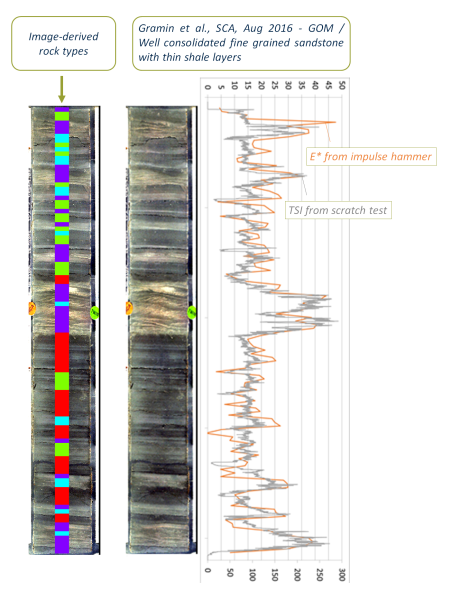 Image-derived
rock types
Gramin et al., SCA, Aug 2016 - GOM /
Well consolidated fine grained sandstone
with thin shale layers
0 5 10 15 20 25 30 35 40 45 50
E* from impulse hammer
TSI from scratch test
0 50 100 150 200 250 300